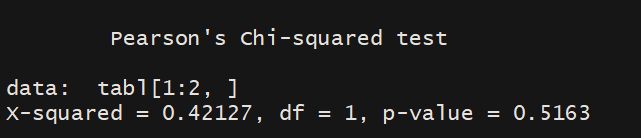 Pearson's Chi-squared test
data:  tabl[1:2, ]
X-squared = 0.42127, df = 1, p-value = 0.5163